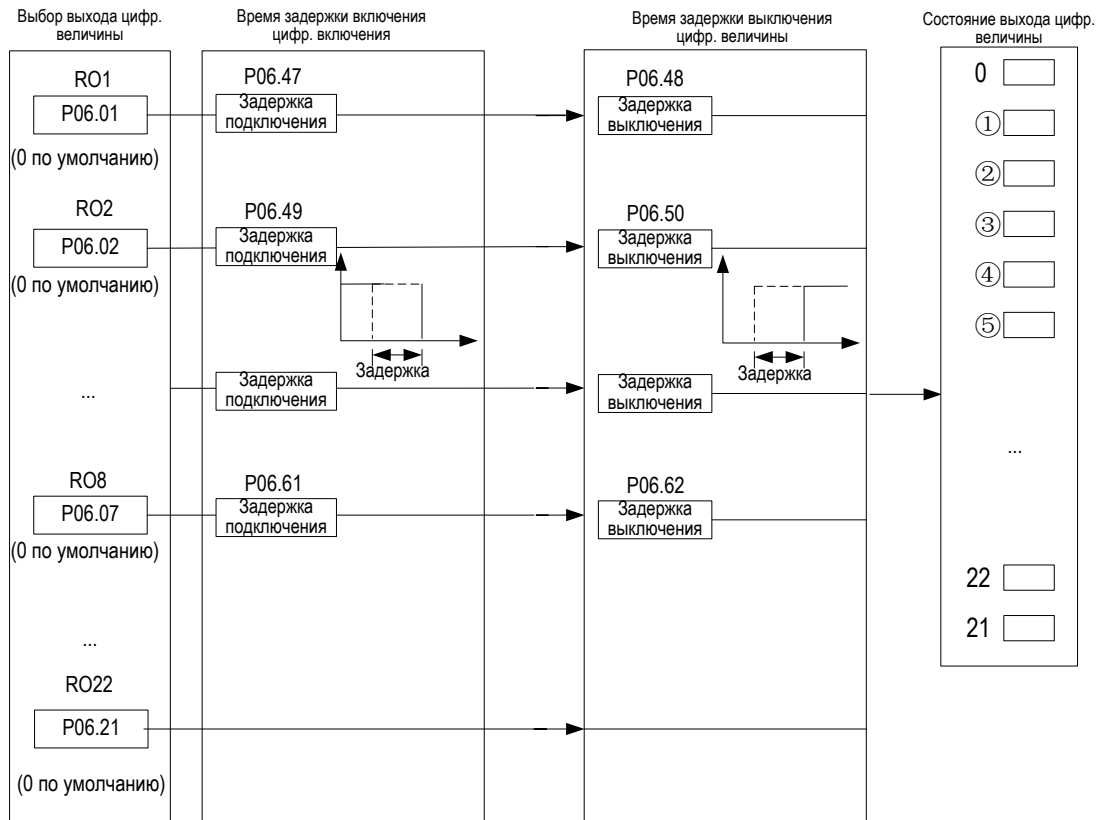 Выбор выхода цифр.
величины
Время задержки включения
цифр. включения
Время задержки выключения
цифр. величины
Состояние выхода цифр.
величины
RO1
P06.01
(0 по умолчанию)
P06.47
Задержка
подключения
P06.48
Задержка
выключения
0
①
②
③
④
⑤
...
22
21
RO2
P06.02
(0 по умолчанию)
P06.49
Задержка
подключения
Задержка
P06.50
Задержка
выключения
Задержка
...
Задержка
подключения
Задержка
выключения
RO8
P06.07
(0 по умолчанию)
P06.61
Задержка
подключения
P06.62
Задержка
выключения
...
RO22
P06.21
(0 по умолчанию)